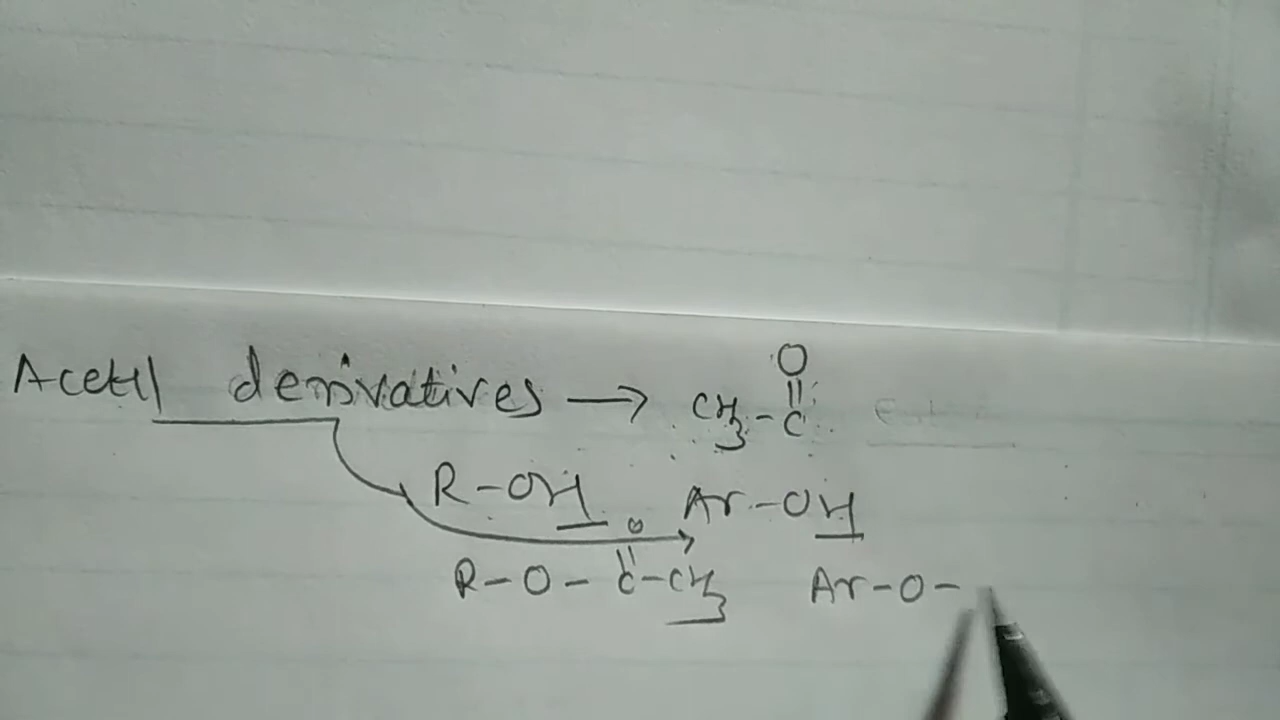 Acetyl derivatives → CH3-C
O
R-OH Ar-OH
O
R-O-C-CH3 Ar-O-